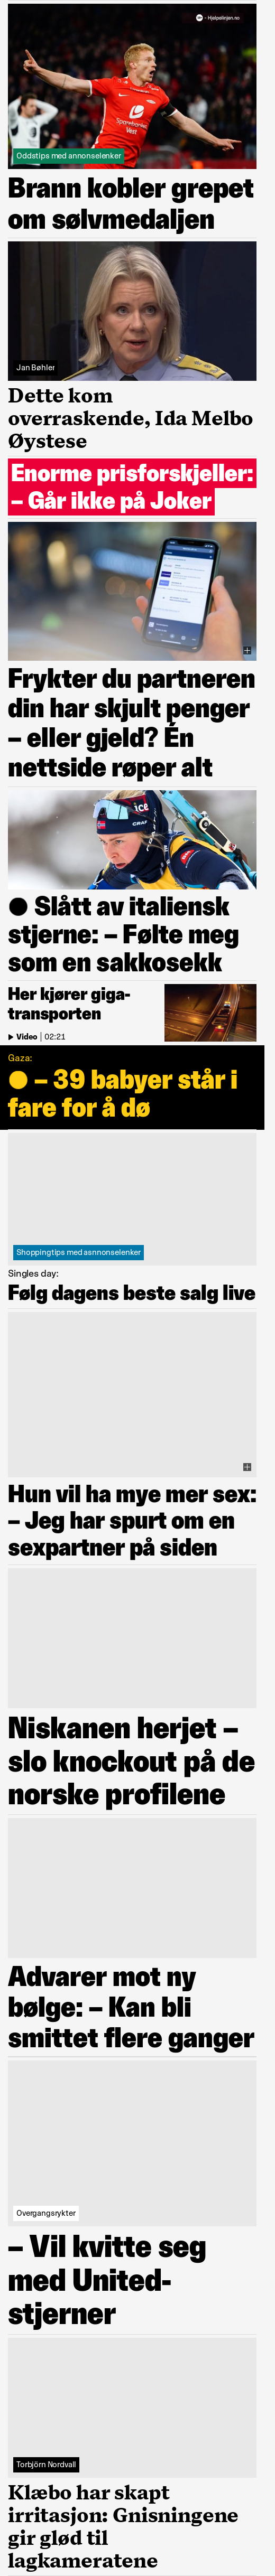 Hjelpelinjen.no
Oddstips med annonselenker
Brann kobler grepet
om sølvmedaljen
Jan Bøhler
Dette kom
overraskende, Ida Melbo
Øystese
Enorme prisforskjeller:
– Går ikke på Joker
Frykter du partneren
din har skjult penger
– eller gjeld? Én
nettside røper alt
● Slått av italiensk
stjerne: – Følte meg
som en sakkosekk
Her kjører giga-
transporten
Video | 02:21
Gaza:
● – 39 babyer står i
fare for å dø
Shoppingtips med asnnonselenker
Singles day:
Følg dagens beste salg live
Hun vil ha mye mer sex:
– Jeg har spurt om en
sexpartner på siden
Niskanen herjet –
slo knockout på de
norske profilene
Advarer mot ny
bølge: – Kan bli
smittet flere ganger
Overgangsrykter
– Vil kvitte seg
med United-
stjerner
Torbjörn Nordvall
Klæbo har skapt
irritasjon: Gnisningene
gir glød til
lagkameratene